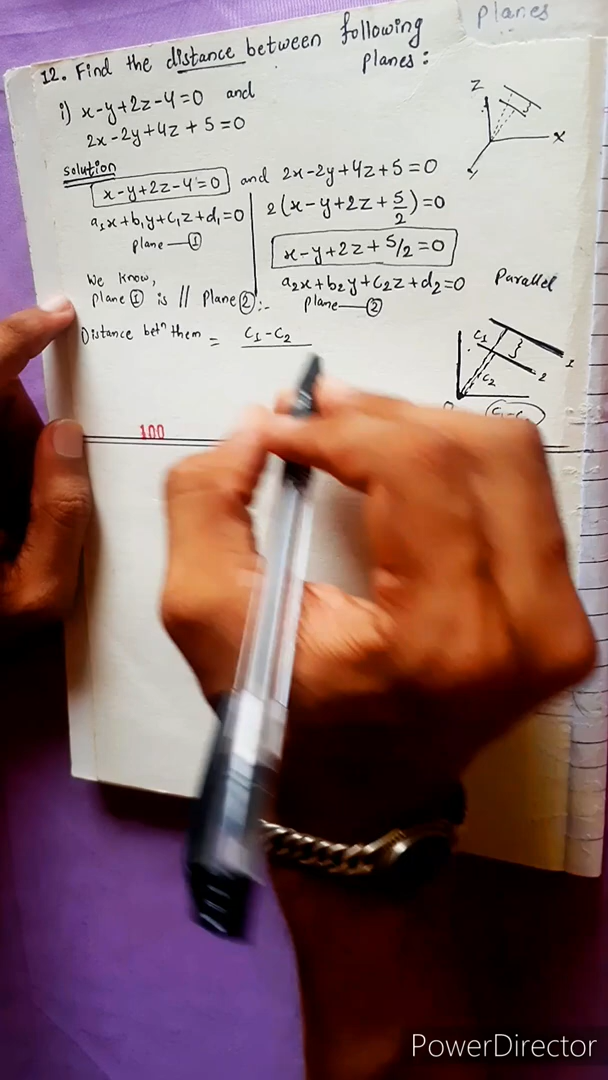 planes
12. Find the distance between following
planes :
i) x-y+2z-4=0 and
2x-2y+4z+5=0
Z
X
Y
solution
x-y+2z-4=0 and 2x-2y+4z+5=0
a₁x+b₁y+c₁z+d₁=0
plane—①
2(x-y+2z+5/2)=0
x-y+2z+5/2=0
a₂x+b₂y+c₂z+d₂=0
plane—②
Parallel
We know,
plane ① is // plane ②:-
Distance betⁿ them = C₁-C₂
C₁
C₂
1
2
100
PowerDirector